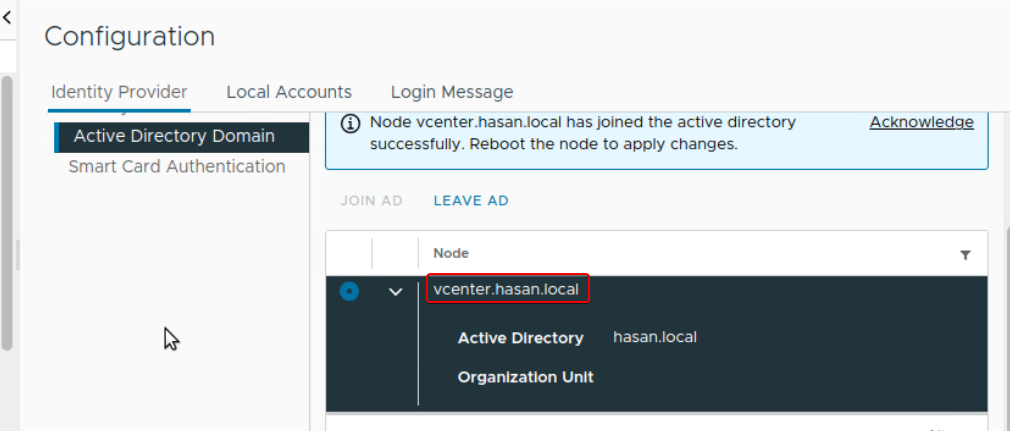 Configuration
Identity Provider Local Accounts Login Message
Active Directory Domain
Smart Card Authentication
Node vcenter.hasan.local has joined the active directory Acknowledge
successfully. Reboot the node to apply changes.
JOIN AD LEAVE AD
Node
vcenter.hasan.local
Active Directory hasan.local
Organization Unit